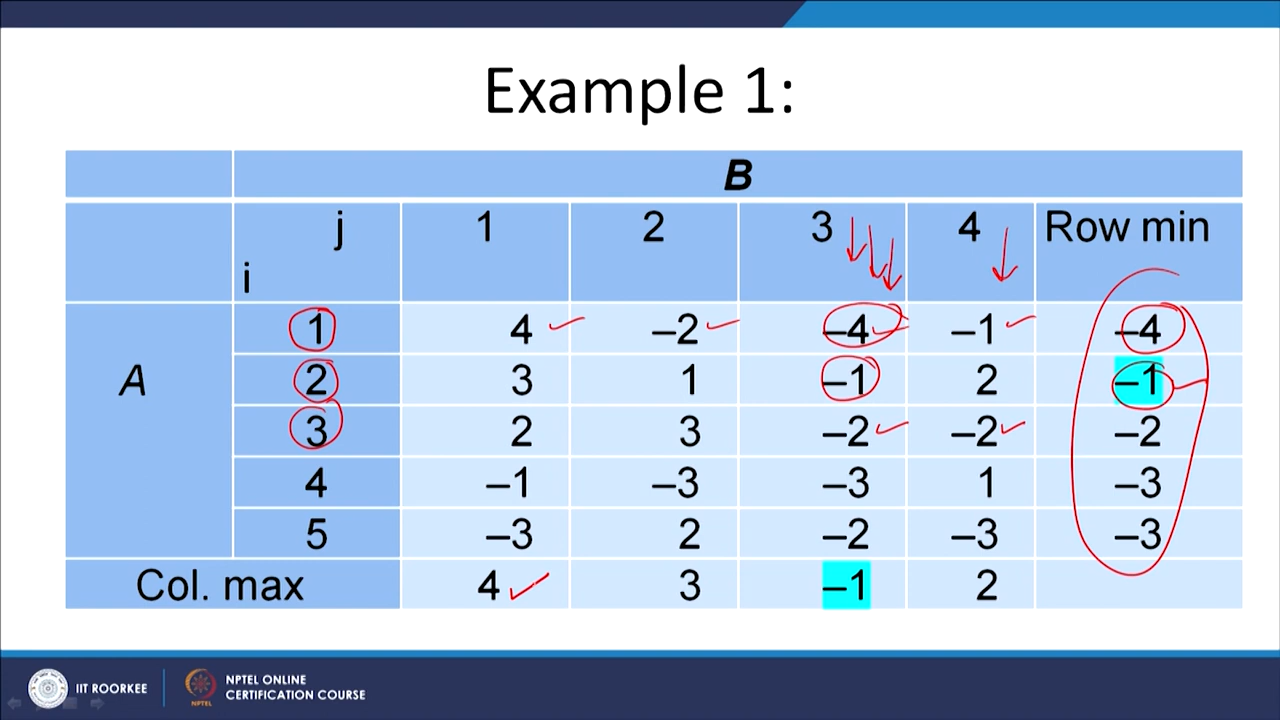 Example 1:
B
j 1 2 3 4 Row min
i
1 4 –2 –4 –1 –4
A 2 3 1 –1 2 –1
3 2 3 –2 –2 –2
4 –1 –3 –3 1 –3
5 –3 2 –2 –3 –3
Col. max 4 3 –1 2
IIT ROORKEE
NPTEL
NPTEL ONLINE
CERTIFICATION COURSE